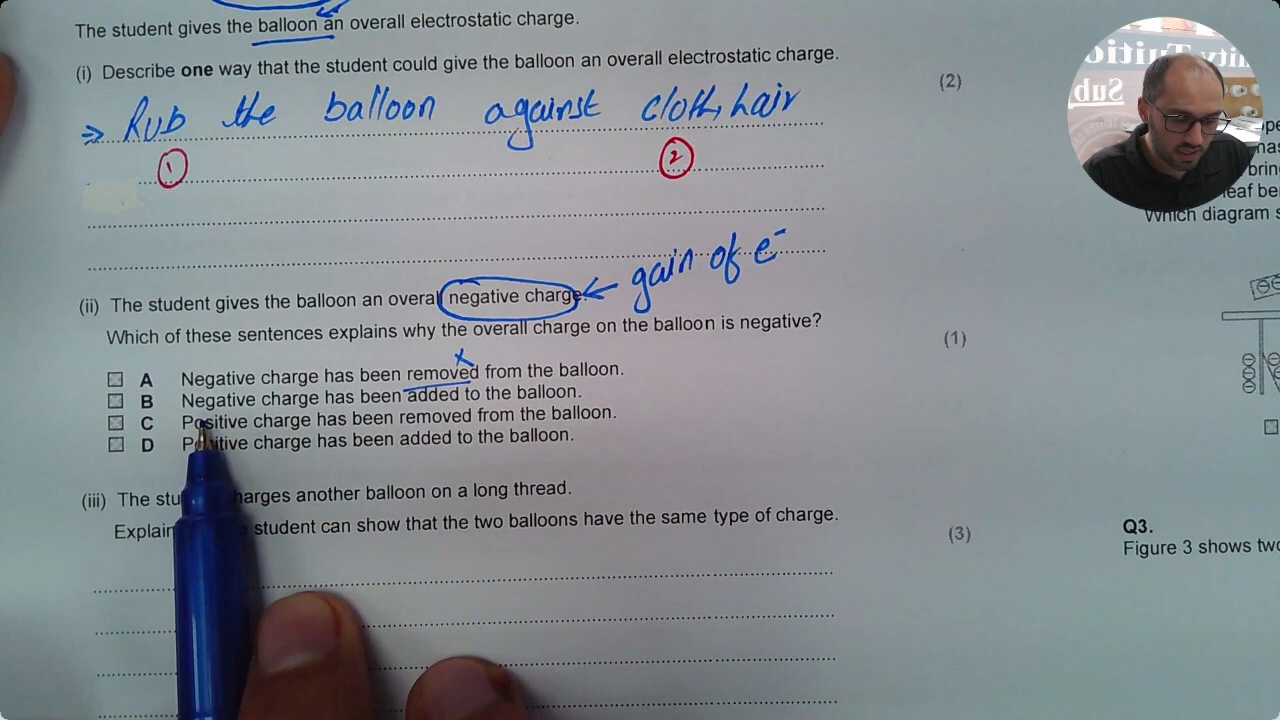 The student gives the balloon an overall electrostatic charge.
(i) Describe one way that the student could give the balloon an overall electrostatic charge.
(2)
⇒ Rub the balloon against cloth, hair
1
2
gain of e⁻
(ii) The student gives the balloon an overall negative charge.
Which of these sentences explains why the overall charge on the balloon is negative?
(1)
x
A Negative charge has been removed from the balloon.
B Negative charge has been added to the balloon.
C Positive charge has been removed from the balloon.
D Positive charge has been added to the balloon.
(iii) The charges another balloon on a long thread.
Explain student can show that the two balloons have the same type of charge.
(3)
Which diagram s
Q3.
Figure 3 shows two
Sub